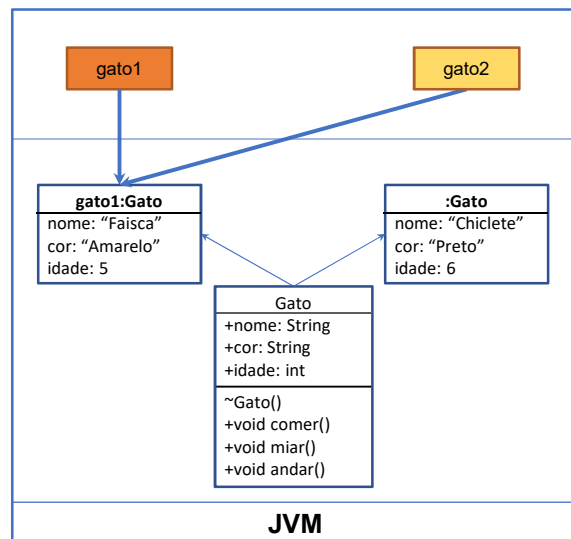 gato1
gato2
gato1:Gato
nome: “Faisca”
cor: “Amarelo”
idade: 5
:Gato
nome: “Chiclete”
cor: “Preto”
idade: 6
Gato
+nome: String
+cor: String
+idade: int
~Gato()
+void comer()
+void miar()
+void andar()
JVM